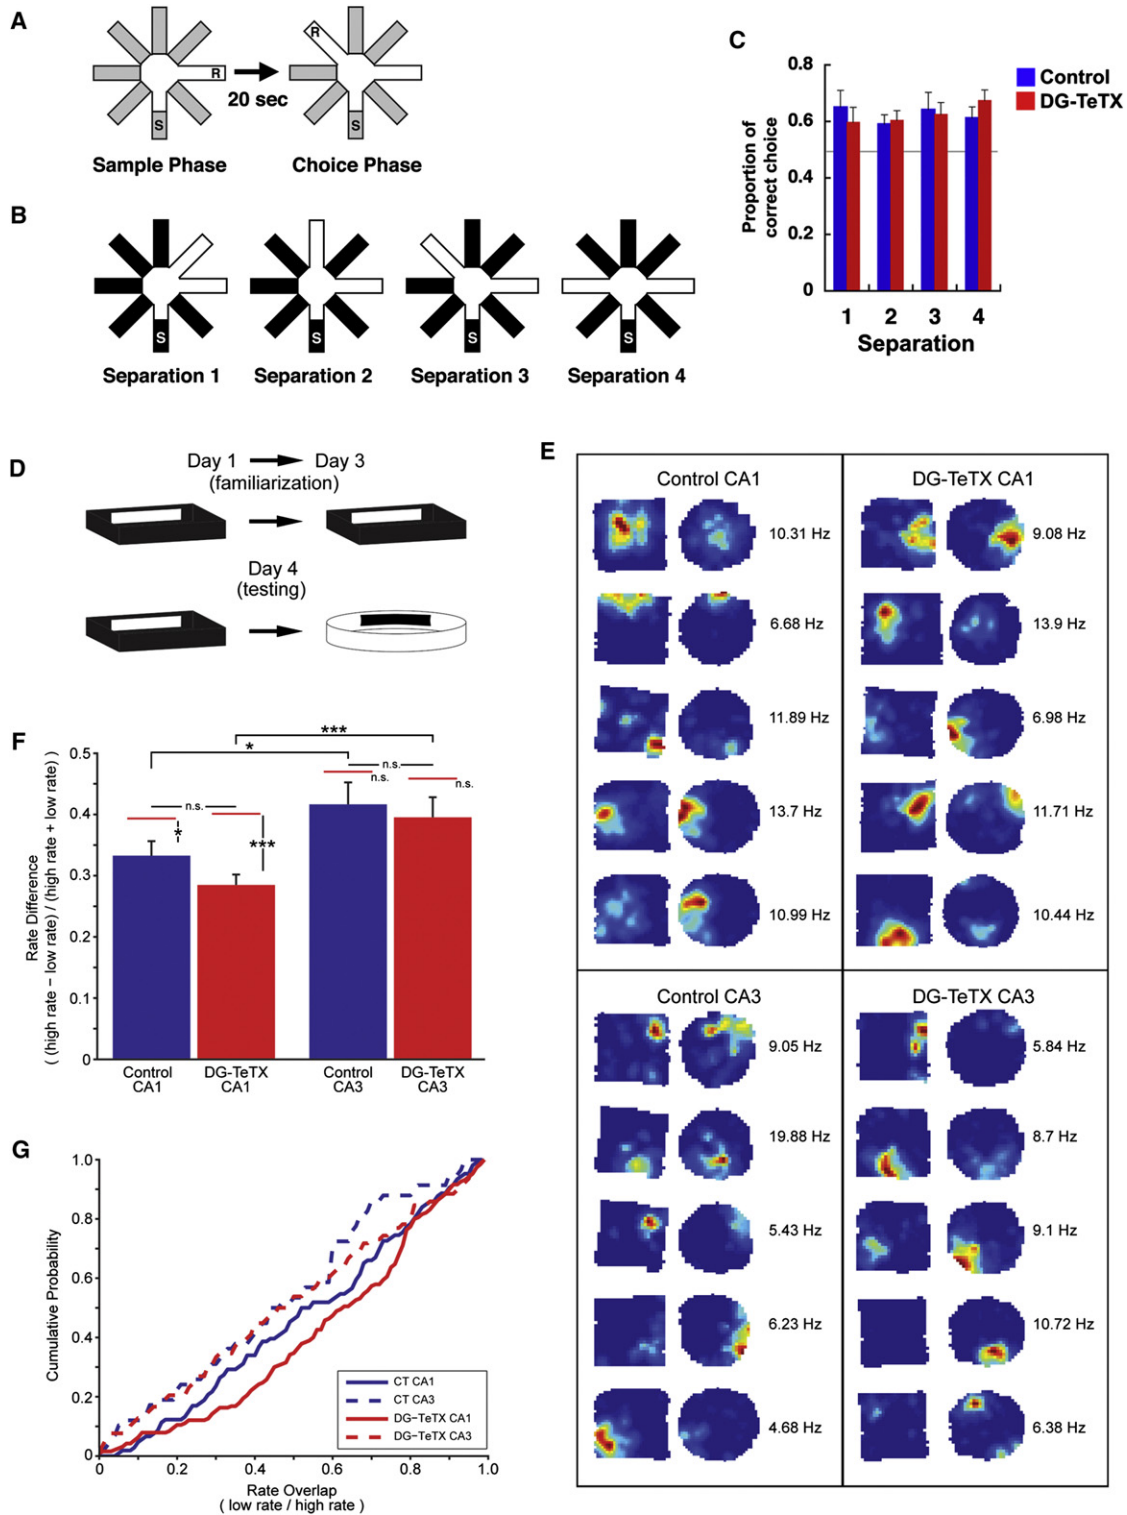 A
R
R
20 sec
S
S
Sample Phase
Choice Phase
B
S
S
S
S
Separation 1
Separation 2
Separation 3
Separation 4
C
0.8
0.6
0.4
0.2
0
Proportion of
correct choice
1
2
3
4
Separation
Control
DG-TeTX
D
Day 1
Day 3
(familiarization)
Day 4
(testing)
E
Control CA1
10.31 Hz
6.68 Hz
11.89 Hz
13.7 Hz
10.99 Hz
DG-TeTX CA1
9.08 Hz
13.9 Hz
6.98 Hz
11.71 Hz
10.44 Hz
Control CA3
9.05 Hz
19.88 Hz
5.43 Hz
6.23 Hz
4.68 Hz
DG-TeTX CA3
5.84 Hz
8.7 Hz
9.1 Hz
10.72 Hz
6.38 Hz
F
Rate Difference
( (high rate − low rate) / (high rate + low rate) )
0.5
0.4
0.3
0.2
0.1
0
*
***
n.s.
n.s.
n.s.
n.s.
*
***
Control
CA1
DG-TeTX
CA1
Control
CA3
DG-TeTX
CA3
G
Cumulative Probability
1.0
0.8
0.6
0.4
0.2
0
0
0.2
0.4
0.6
0.8
1.0
Rate Overlap
( low rate / high rate )
CT CA1
CT CA3
DG−TeTX CA1
DG−TeTX CA3